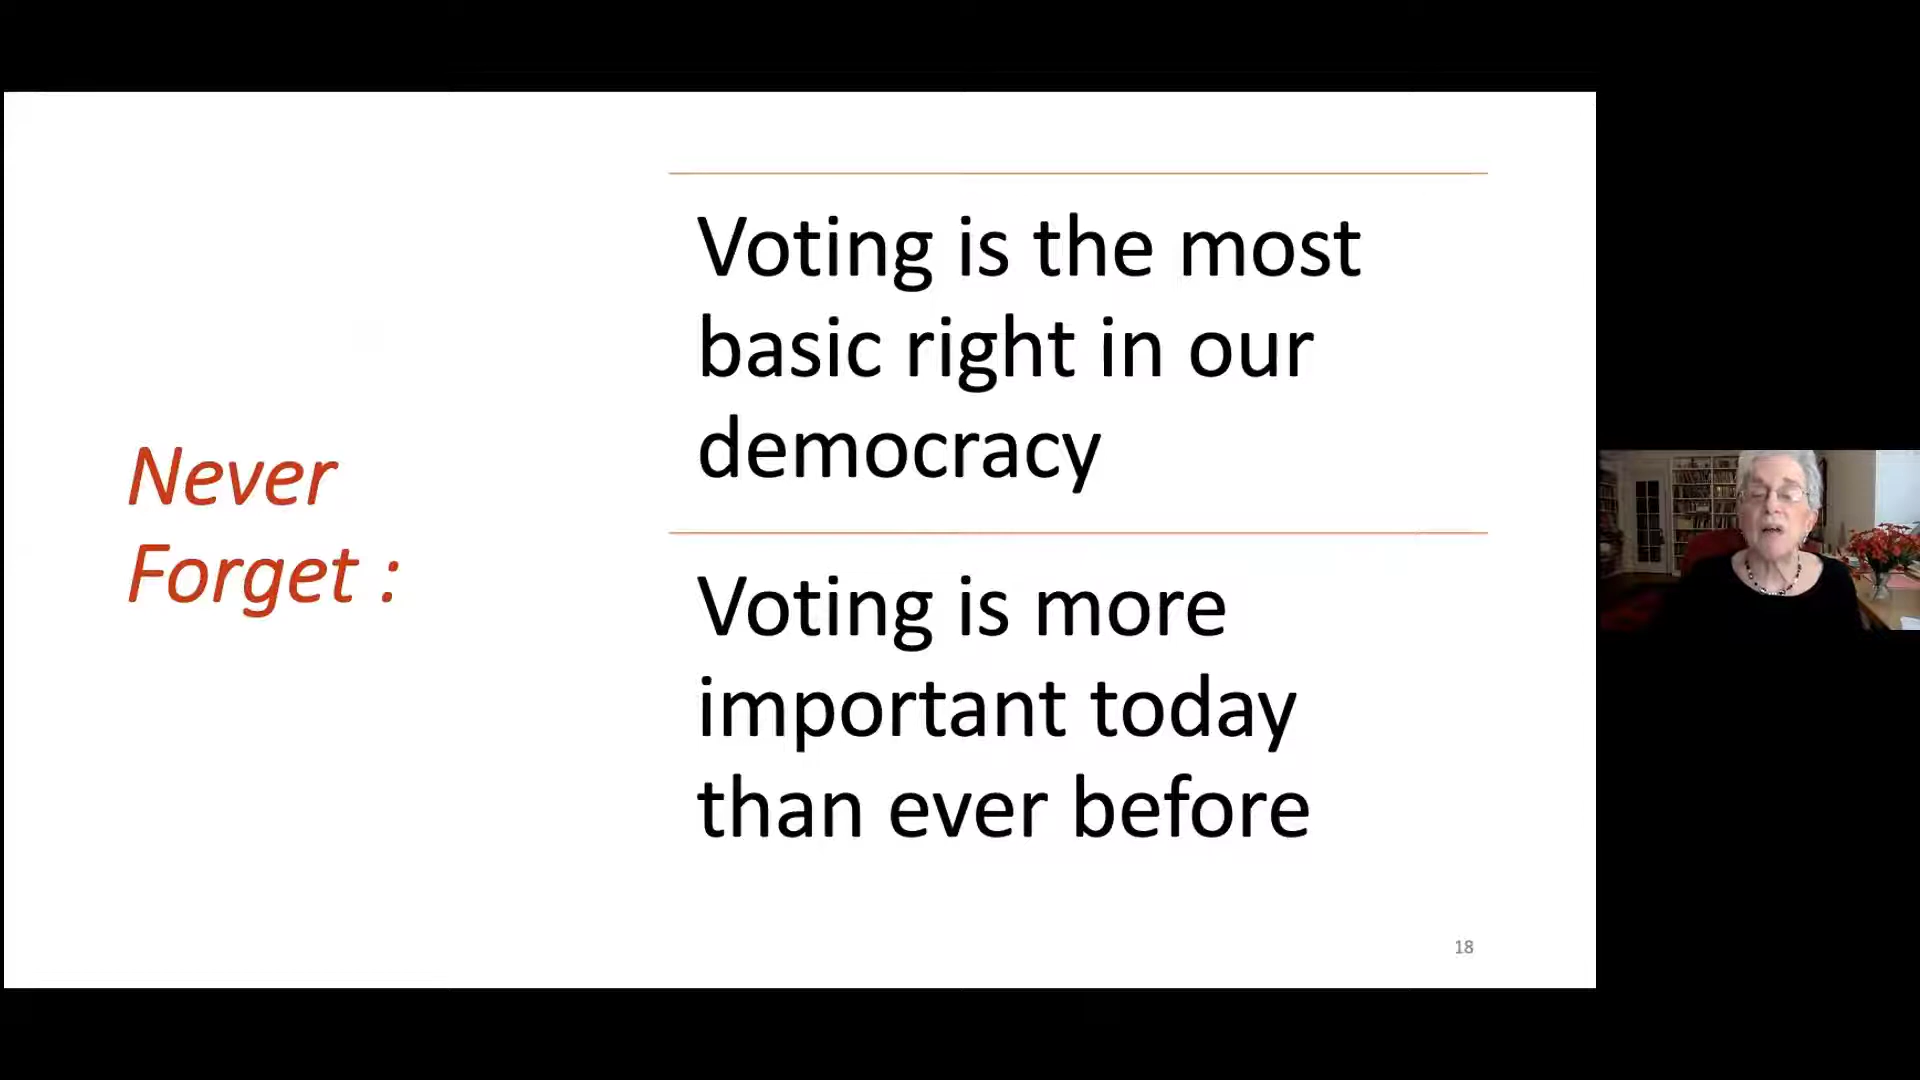 Never
Forget :
Voting is the most
basic right in our
democracy
Voting is more
important today
than ever before
18